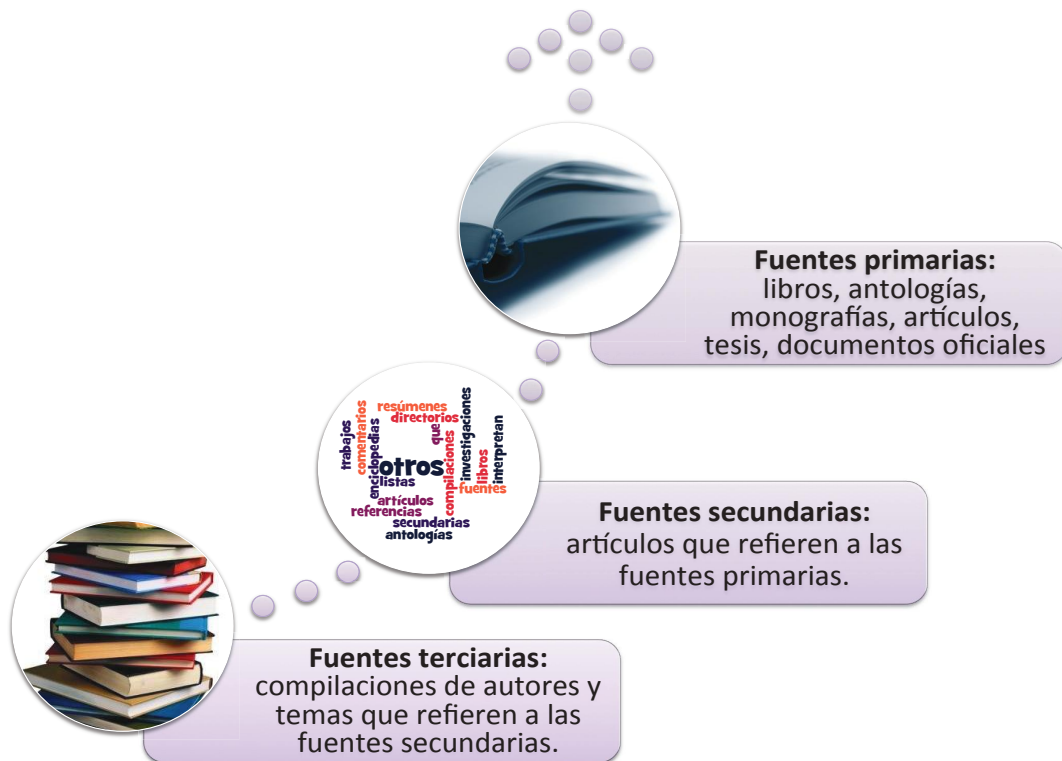 Fuentes primarias:
libros, antologías,
monografías, artículos,
tesis, documentos oficiales
trabajos
comentarios
enciclopedias
resúmenes
directorios
que
compilaciones
investigaciones
libros
interpretan
otros
listas
fuentes
artículos
referencias
secundarias
antologías
Fuentes secundarias:
artículos que refieren a las
fuentes primarias.
Fuentes terciarias:
compilaciones de autores y
temas que refieren a las
fuentes secundarias.